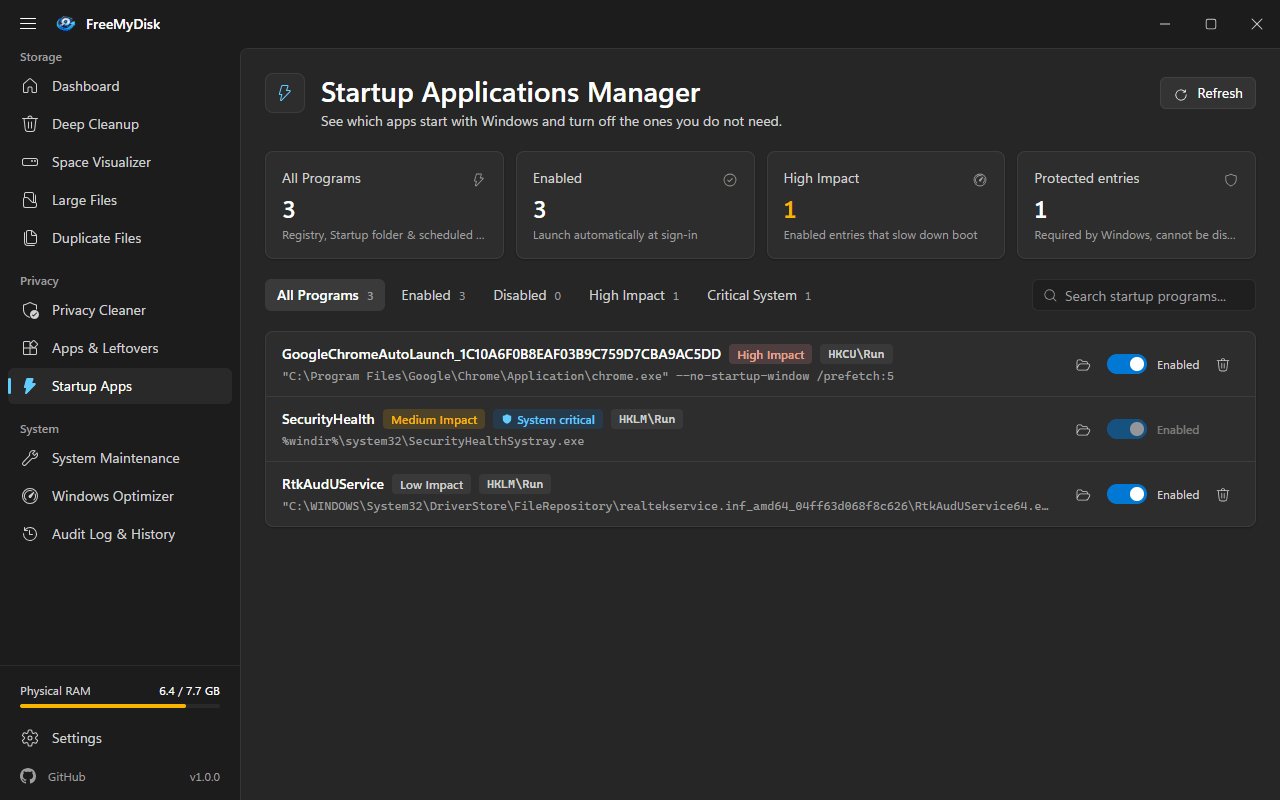 FreeMyDisk
Storage
Dashboard
Deep Cleanup
Space Visualizer
Large Files
Duplicate Files
Privacy
Privacy Cleaner
Apps & Leftovers
Startup Apps
System
System Maintenance
Windows Optimizer
Audit Log & History
Physical RAM 6.4 / 7.7 GB
Settings
GitHub v1.0.0
Startup Applications Manager
See which apps start with Windows and turn off the ones you do not need.
Refresh
All Programs
3
Registry, Startup folder & scheduled ...
Enabled
3
Launch automatically at sign-in
High Impact
1
Enabled entries that slow down boot
Protected entries
1
Required by Windows, cannot be dis...
All Programs 3 Enabled 3 Disabled 0 High Impact 1 Critical System 1
Search startup programs...
GoogleChromeAutoLaunch_1C10A6F0B8EAF03B9C759D7CBA9AC5DD High Impact HKCU\Run
"C:\Program Files\Google\Chrome\Application\chrome.exe" --no-startup-window /prefetch:5
Enabled
SecurityHealth Medium Impact System critical HKLM\Run
%windir%\system32\SecurityHealthSystray.exe
Enabled
RtkAudUService Low Impact HKLM\Run
"C:\WINDOWS\System32\DriverStore\FileRepository\realtekservice.inf_amd64_04ff63d068f8c626\RtkAudUService64.e...
Enabled